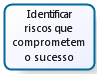 Identificar
riscos que
comprometem
o sucesso